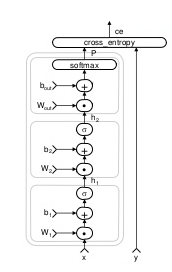 ce
cross_entropy
P
softmax
b_out +
W_out •
h_2
σ
b_2 +
W_2 •
h_1
σ
b_1 +
W_1 •
x y